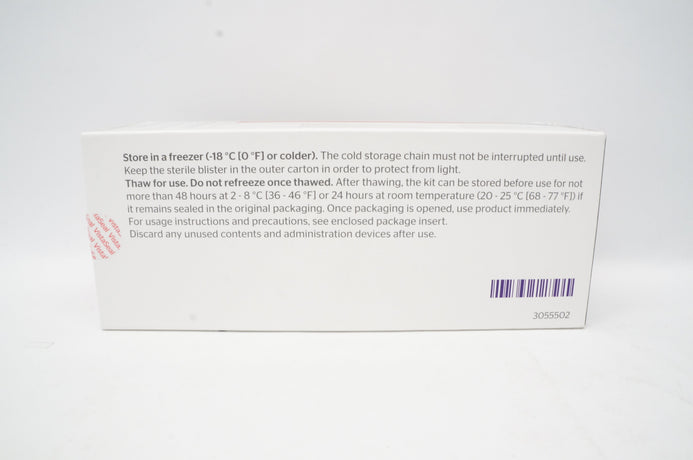 Store in a freezer (-18 °C [0 °F] or colder). The cold storage chain must not be interrupted until use.
Keep the sterile blister in the outer carton in order to protect from light.
Thaw for use. Do not refreeze once thawed. After thawing, the kit can be stored before use for not
more than 48 hours at 2 - 8 °C [36 - 46 °F] or 24 hours at room temperature (20 - 25 °C [68 - 77 °F]) if
it remains sealed in the original packaging. Once packaging is opened, use product immediately.
For usage instructions and precautions, see enclosed package insert.
Discard any unused contents and administration devices after use.
VistaSeal
3055502